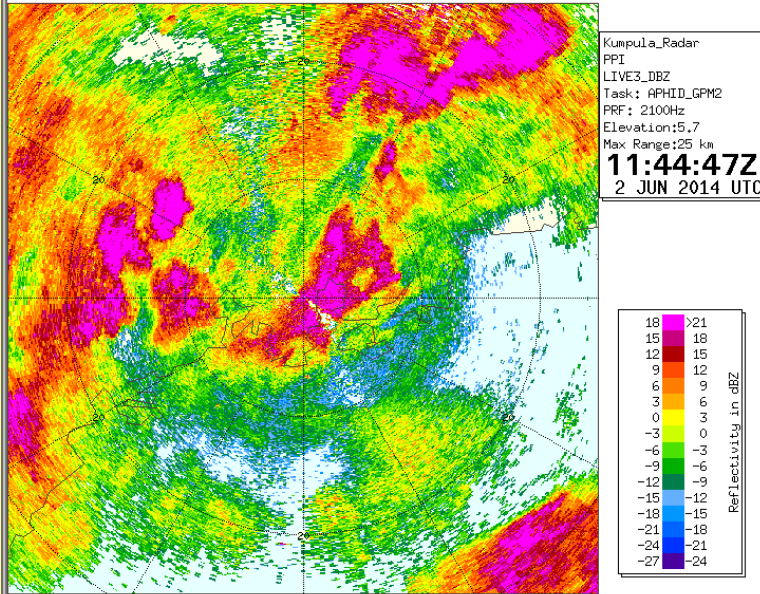 Kumpula_Radar
PPI
LIVE3_DBZ
Task: APHID_GPM2
PRF: 2100Hz
Elevation:5.7
Max Range:25 km
11:44:47Z
2 JUN 2014 UTC
20
20
20
20
20
20
18 >21
15 18
12 15
9 12
6 9
3 6
0 3
-3 0
-6 -3
-9 -6
-12 -9
-15 -12
-18 -15
-21 -18
-24 -21
-27 -24
Reflectivity in dBZ